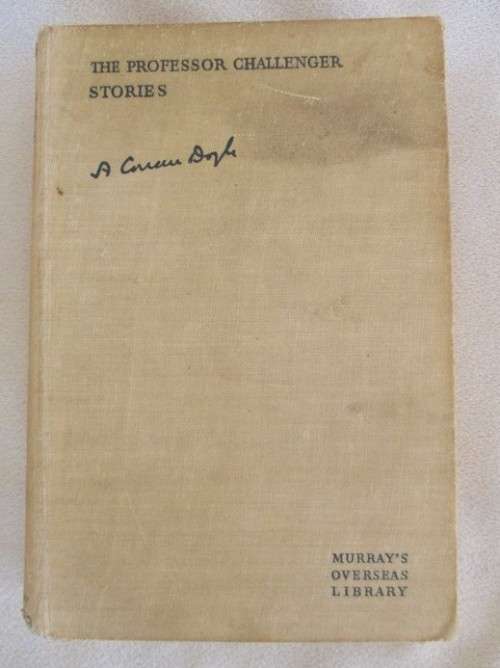 THE PROFESSOR CHALLENGER
STORIES
A Conan Doyle
MURRAY'S
OVERSEAS
LIBRARY